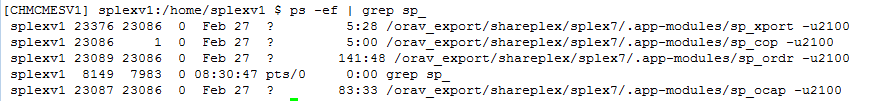 [CHMCMESV1] splexv1:/home/splexv1 $ ps -ef | grep sp_
splexv1 23376 23086 0 Feb 27 ? 5:28 /orav_export/shareplex/splex7/.app-modules/sp_xport -u2100
splexv1 23086 1 0 Feb 27 ? 5:00 /orav_export/shareplex/splex7/.app-modules/sp_cop -u2100
splexv1 23089 23086 0 Feb 27 ? 141:48 /orav_export/shareplex/splex7/.app-modules/sp_ordr -u2100
splexv1 8149 7983 0 08:30:47 pts/0 0:00 grep sp_
splexv1 23087 23086 0 Feb 27 ? 83:33 /orav_export/shareplex/splex7/.app-modules/sp_ocap -u2100